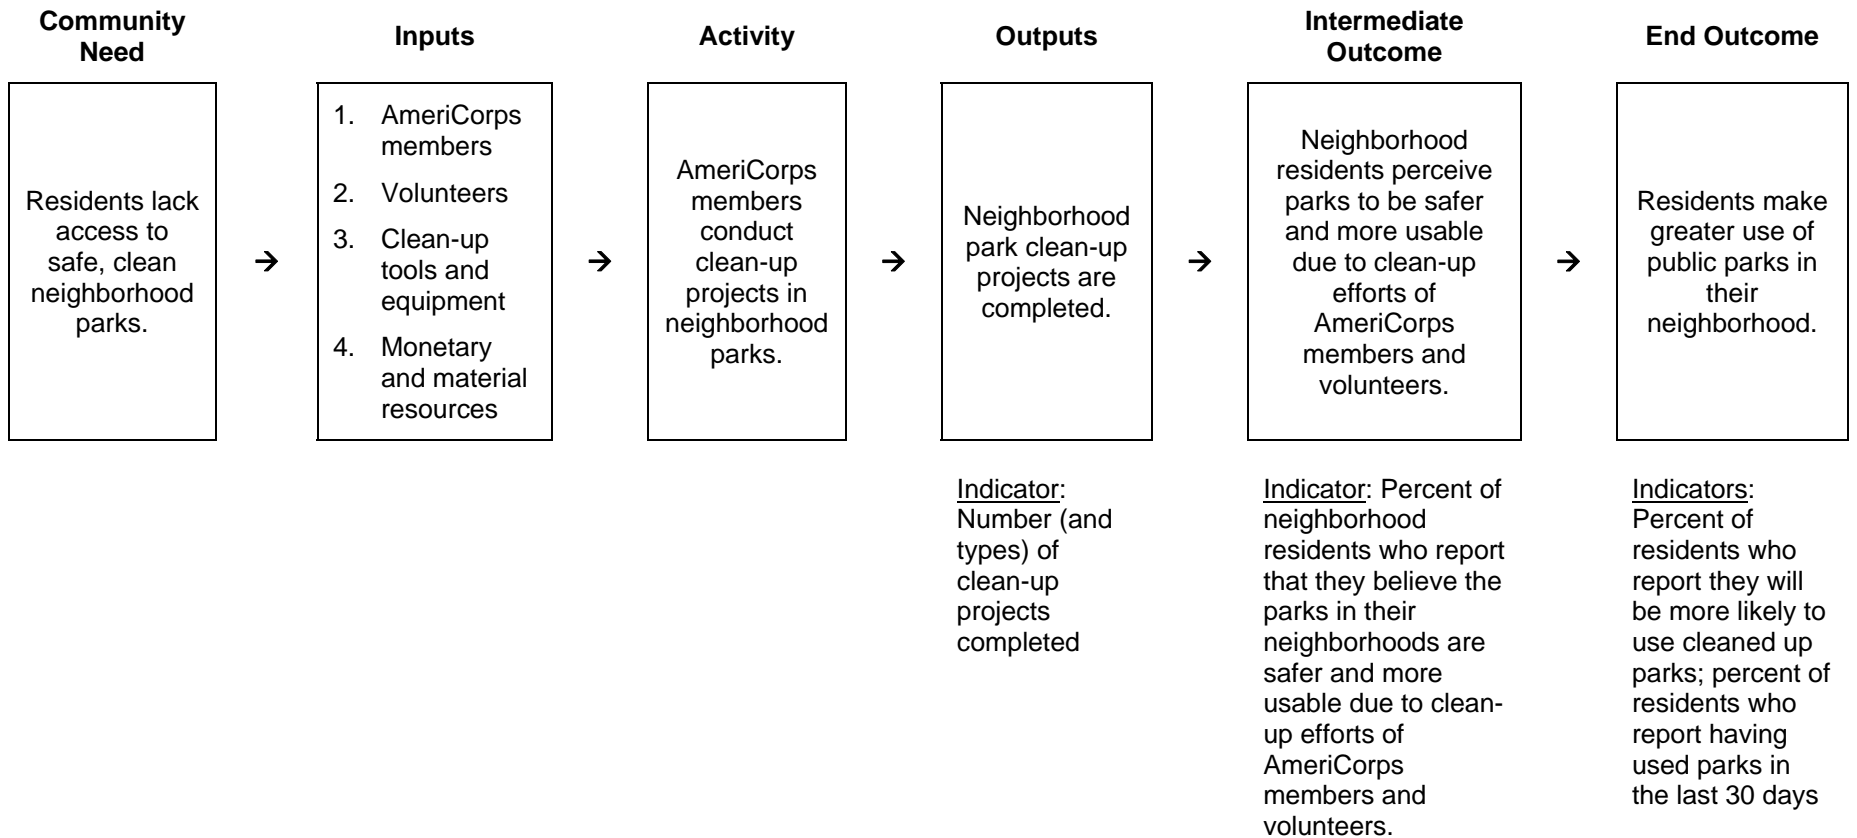 Community
Need
Inputs
Activity
Outputs
Intermediate
Outcome
End Outcome
Residents lack
access to
safe, clean
neighborhood
parks.
→
1. AmeriCorps
members
2. Volunteers
3. Clean-up
tools and
equipment
4. Monetary
and material
resources
→
AmeriCorps
members
conduct
clean-up
projects in
neighborhood
parks.
→
Neighborhood
park clean-up
projects are
completed.
→
Neighborhood
residents perceive
parks to be safer
and more usable
due to clean-up
efforts of
AmeriCorps
members and
volunteers.
→
Residents make
greater use of
public parks in
their
neighborhood.
Indicator:
Number (and
types) of
clean-up
projects
completed
Indicator: Percent of
neighborhood
residents who report
that they believe the
parks in their
neighborhoods are
safer and more
usable due to clean-
up efforts of
AmeriCorps
members and
volunteers.
Indicators:
Percent of
residents who
report they will
be more likely to
use cleaned up
parks; percent of
residents who
report having
used parks in
the last 30 days